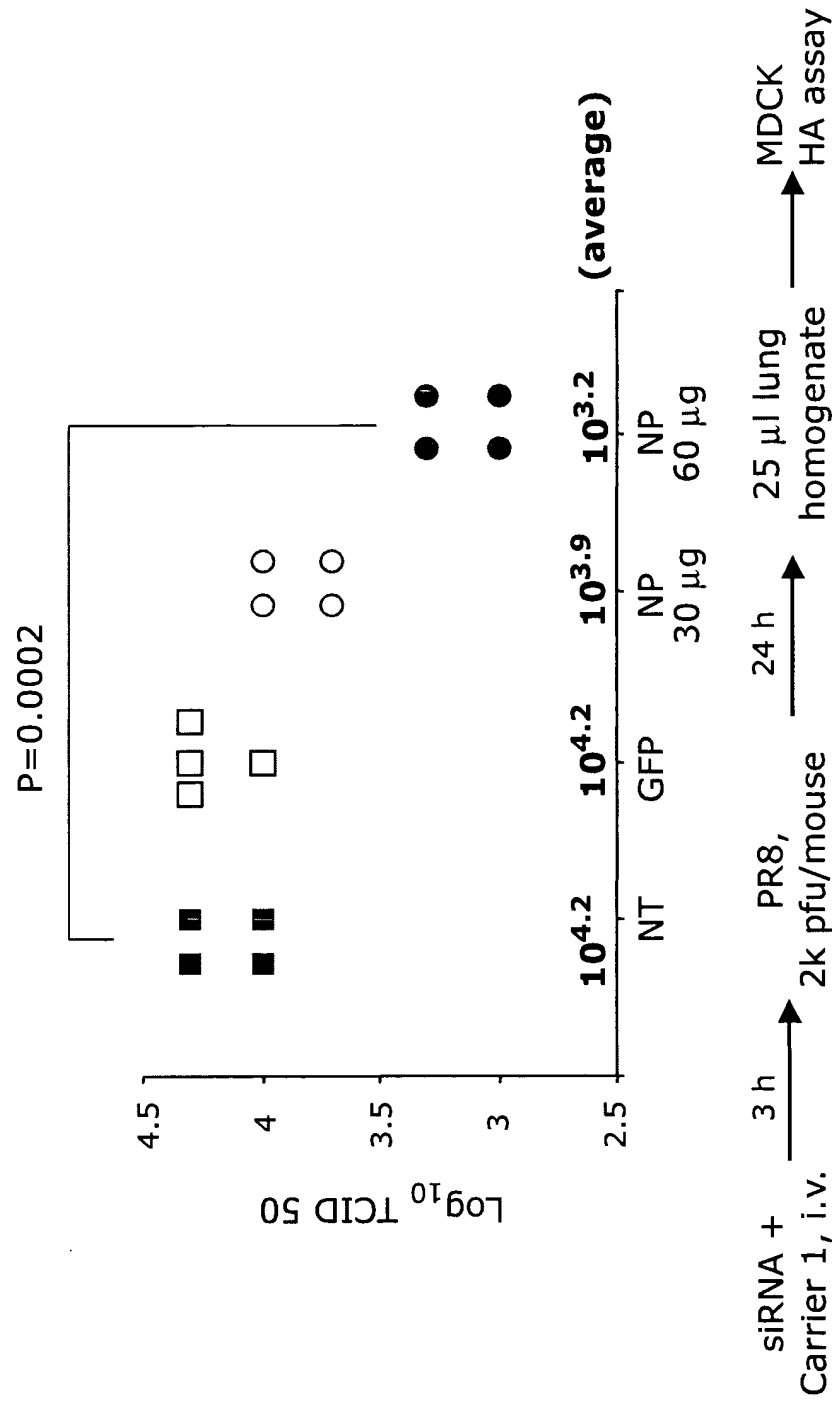 P=0.0002
Log10 TCID 50
4.5
4
3.5
3
2.5
10^4.2 10^4.2 10^3.9 10^3.2 (average)
NT GFP NP NP
30 µg 60 µg
siRNA +
Carrier 1, i.v.
3 h
PR8,
2k pfu/mouse
24 h
25 µl lung
homogenate
MDCK
HA assay